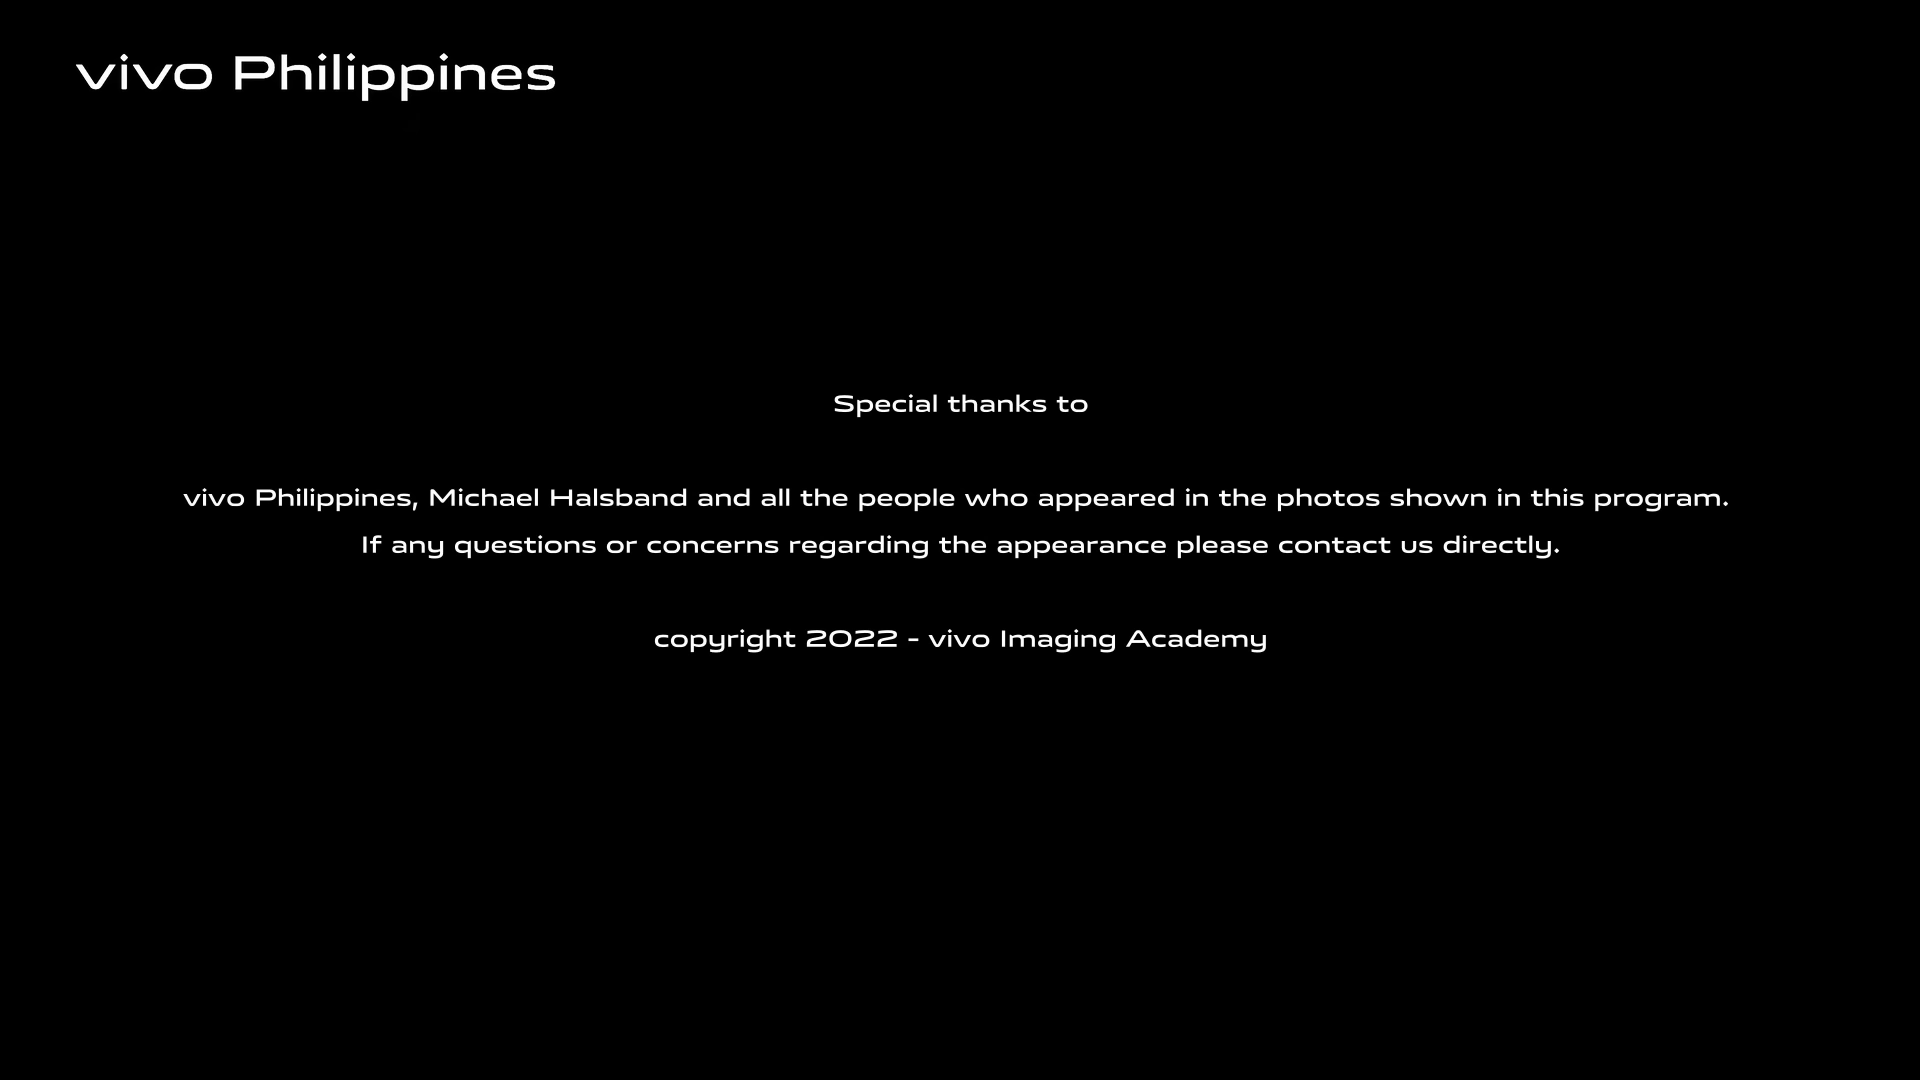 vivo Philippines
Special thanks to
vivo Philippines, Michael Halsband and all the people who appeared in the photos shown in this program.
If any questions or concerns regarding the appearance please contact us directly.
copyright 2022 - vivo Imaging Academy